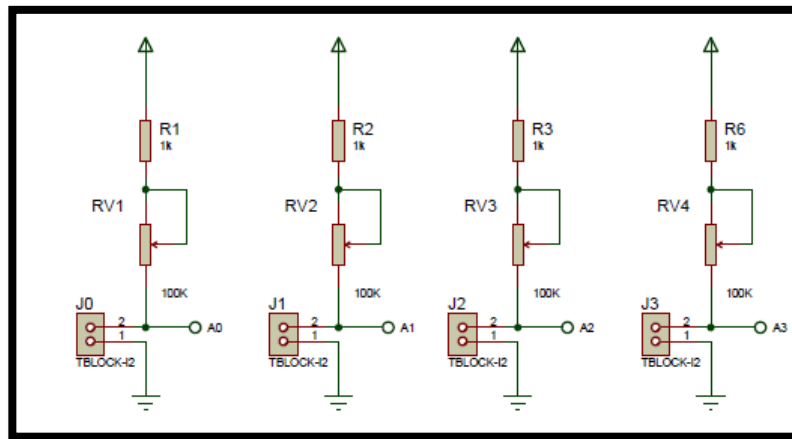 R1
1k
RV1
100K
J0
2
1
A0
TBLOCK-I2
R2
1k
RV2
100K
J1
2
1
A1
TBLOCK-I2
R3
1k
RV3
100K
J2
2
1
A2
TBLOCK-I2
R6
1k
RV4
100K
J3
2
1
A3
TBLOCK-I2